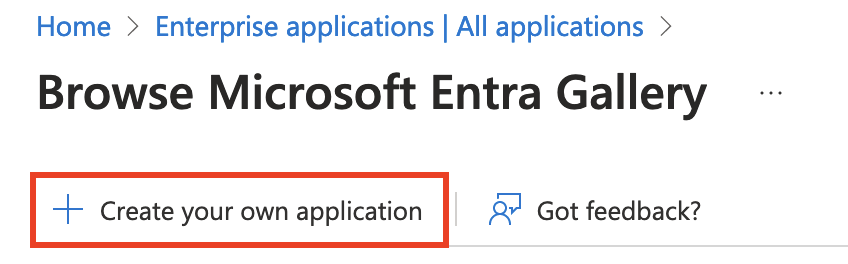 Home > Enterprise applications | All applications >
Browse Microsoft Entra Gallery ...
+ Create your own application | Got feedback?